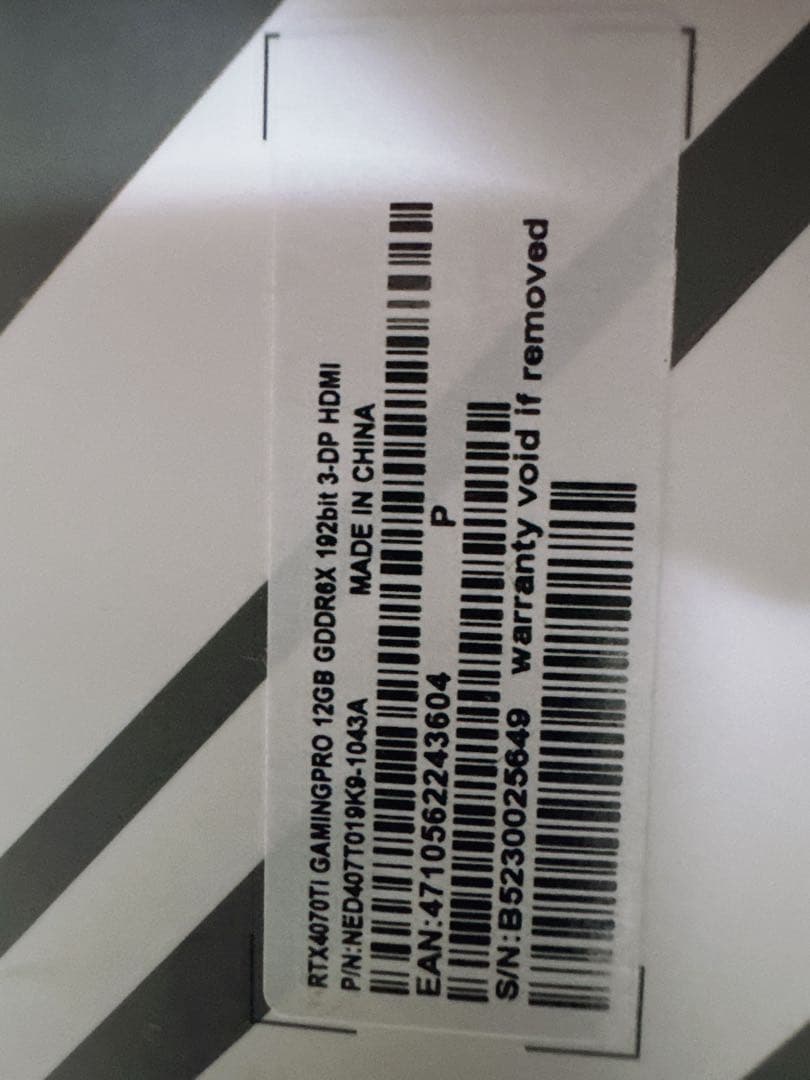 RTX4070TI GAMINGPRO 12GB GDDR6X 192bit 3-DP HDMI
P/N:NED407T019K9-1043A MADE IN CHINA
EAN:4710562243604 P
S/N:B5230025649 warranty void if removed